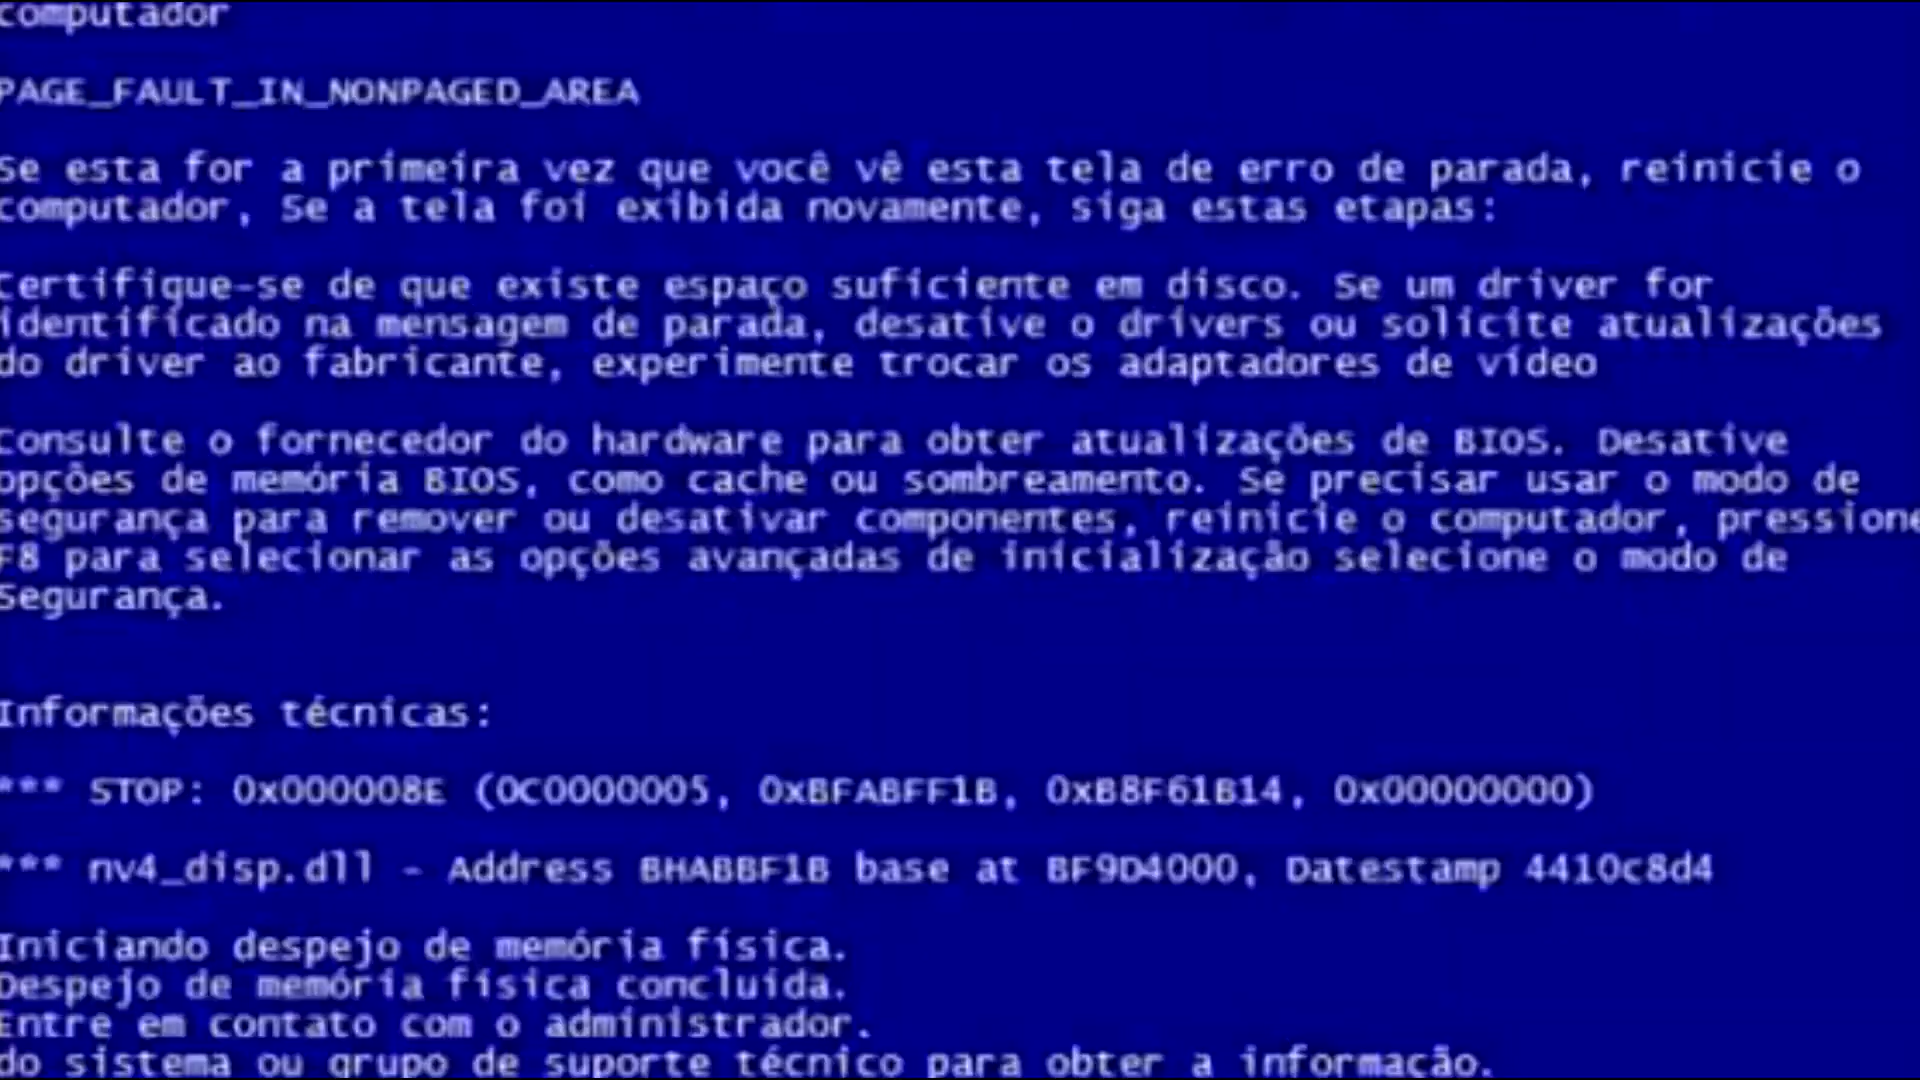 computador
PAGE_FAULT_IN_NONPAGED_AREA
Se esta for a primeira vez que você vê esta tela de erro de parada, reinicie o
computador, Se a tela foi exibida novamente, siga estas etapas:
Certifique-se de que existe espaço suficiente em disco. Se um driver for
identificado na mensagem de parada, desative o drivers ou solicite atualizações
do driver ao fabricante, experimente trocar os adaptadores de vídeo
Consulte o fornecedor do hardware para obter atualizações de BIOS. Desative
opções de memória BIOS, como cache ou sombreamento. Se precisar usar o modo de
segurança para remover ou desativar componentes, reinicie o computador, pressione
F8 para selecionar as opções avançadas de inicialização selecione o modo de
Segurança.
Informações técnicas:
*** STOP: 0x000008E (0C0000005, 0xBFABFF1B, 0xB8F61B14, 0x00000000)
*** nv4_disp.dll - Address BHABBF1B base at BF9D4000, Datestamp 4410c8d4
Iniciando despejo de memória física.
Despejo de memória física concluída.
Entre em contato com o administrador.
do sistema ou grupo de suporte técnico para obter a informação.